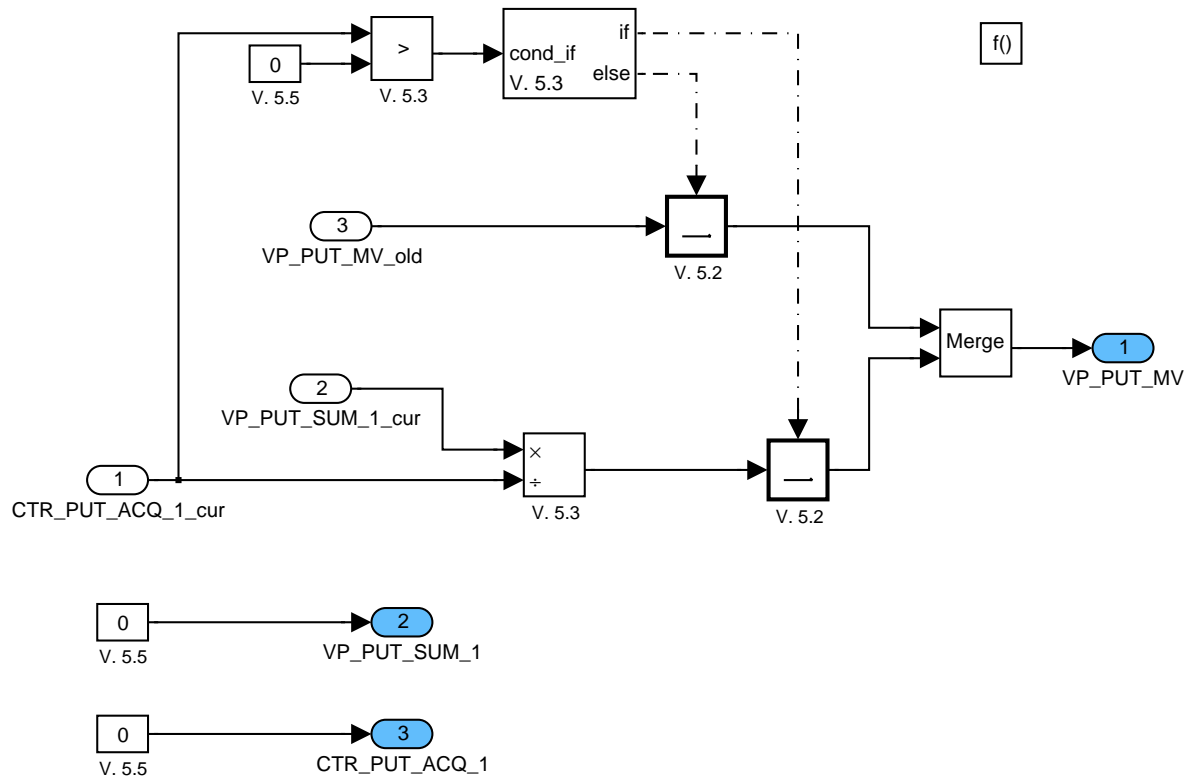 if
f()
cond_if
>
0
else
V. 5.3
V. 5.5
V. 5.3
3
VP_PUT_MV_old
V. 5.2
Merge
1
VP_PUT_MV
2
VP_PUT_SUM_1_cur
×
1
÷
CTR_PUT_ACQ_1_cur
V. 5.3
V. 5.2
0
2
V. 5.5
VP_PUT_SUM_1
0
3
V. 5.5
CTR_PUT_ACQ_1